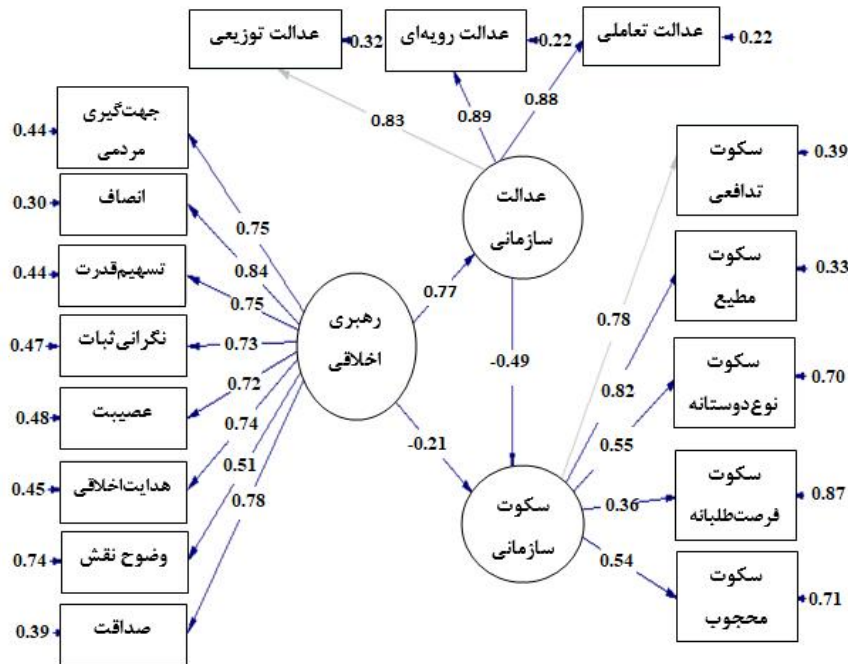 عدالت تعاملی
0.22
عدالت رویه‌ای
0.22
عدالت توزیعی
0.32
0.88
0.89
0.83
عدالت
سازمانی
جهت‌گیری
مردمی
0.44
0.75
انصاف
0.30
0.84
تسهیم‌قدرت
0.44
0.75
نگرانی‌ثبات
0.47
0.73
عصیبت
0.48
0.72
هدایت‌اخلاقی
0.45
0.74
وضوح نقش
0.74
0.51
صداقت
0.39
0.78
رهبری
اخلاقی
0.77
-0.49
-0.21
سکوت
سازمانی
سکوت
تدافعی
0.39
0.78
سکوت
مطیع
0.33
0.82
سکوت
نوع‌دوستانه
0.70
0.55
سکوت
فرصت‌طلبانه
0.87
0.36
سکوت
محجوب
0.71
0.54